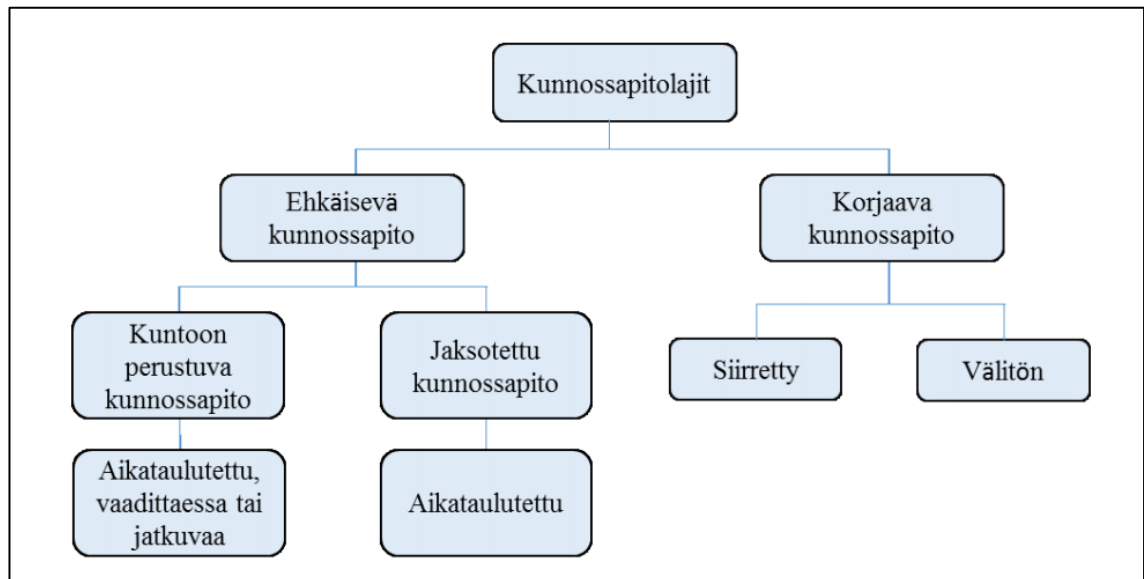 Kunnossapitolajit
Ehkäisevä
kunnossapito
Korjaava
kunnossapito
Kuntoon
perustuva
kunnossapito
Jaksotettu
kunnossapito
Siirretty
Välitön
Aikataulutettu,
vaadittaessa tai
jatkuvaa
Aikataulutettu